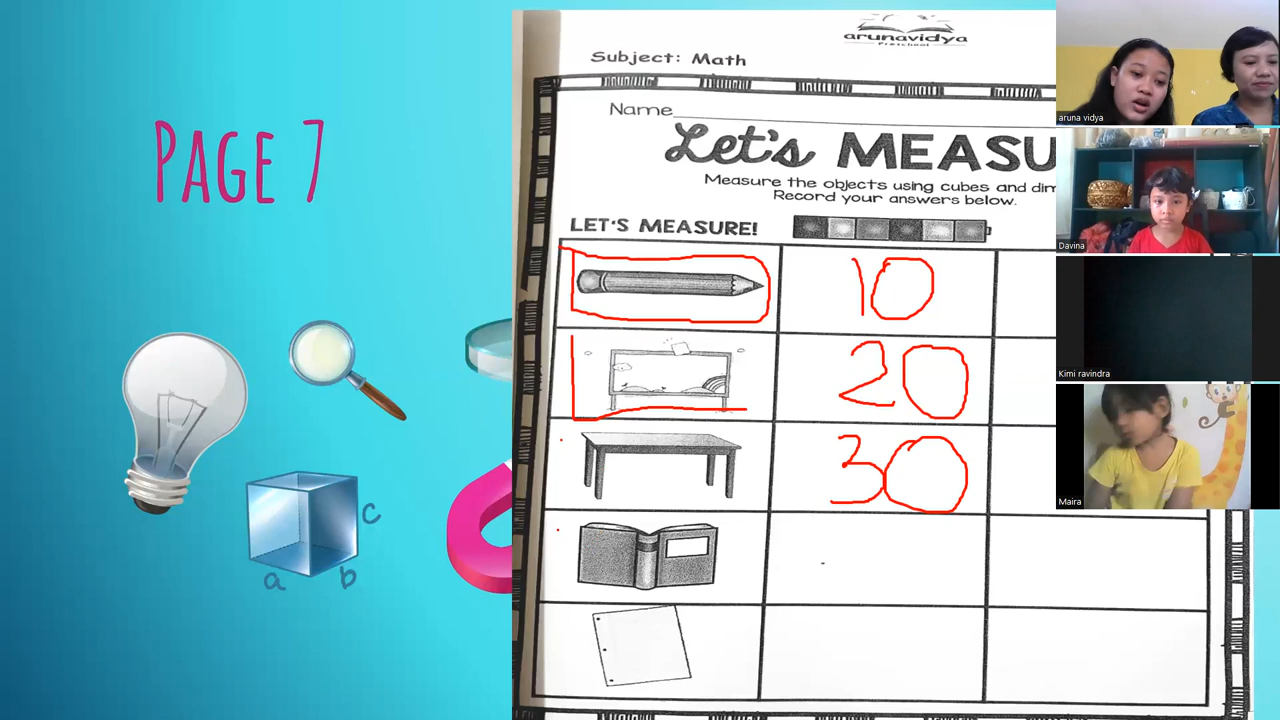 PAGE 7
a
b
c
arunavidya
Preschool
Subject: Math
Name
Let's MEASU
Measure the objects using cubes and dim
Record your answers below.
LET'S MEASURE!
10
20
30
aruna vidya
Davina
Kimi ravindra
Maira